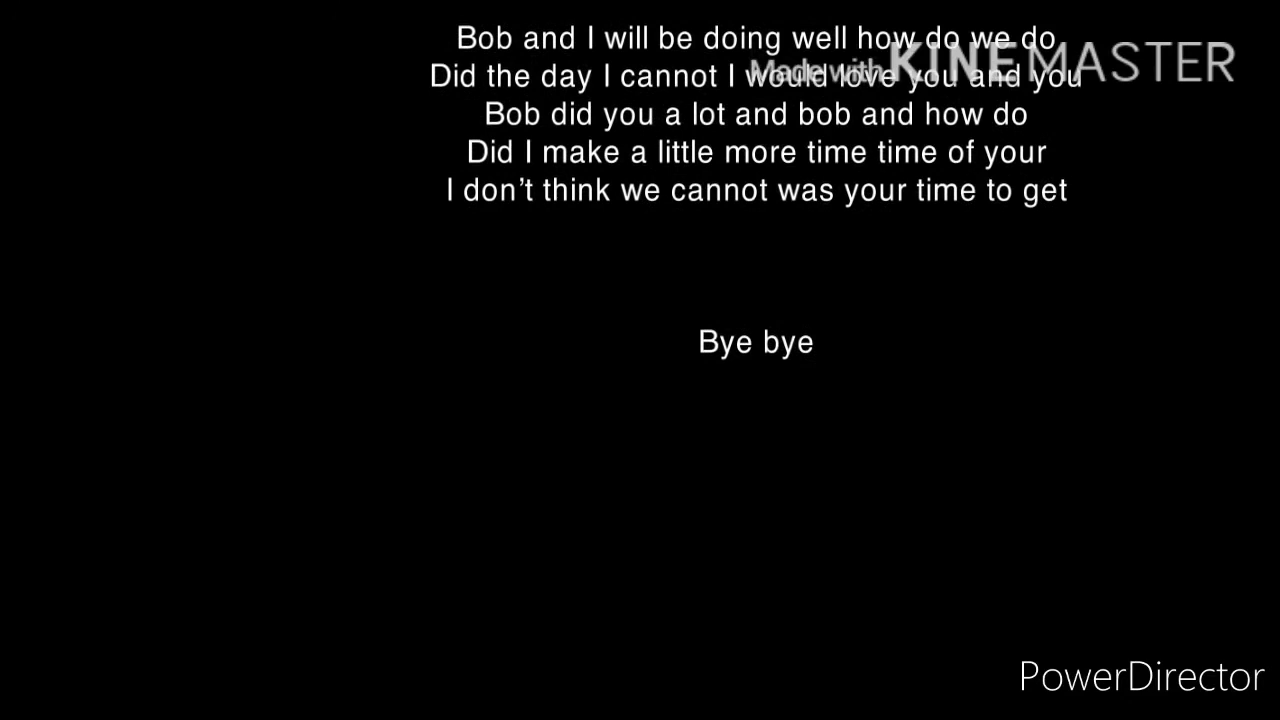 Bob and I will be doing well how do we do
Made with KINEMASTER
Did the day I cannot I would love you and you
Bob did you a lot and bob and how do
Did I make a little more time time of your
I don’t think we cannot was your time to get
Bye bye
PowerDirector